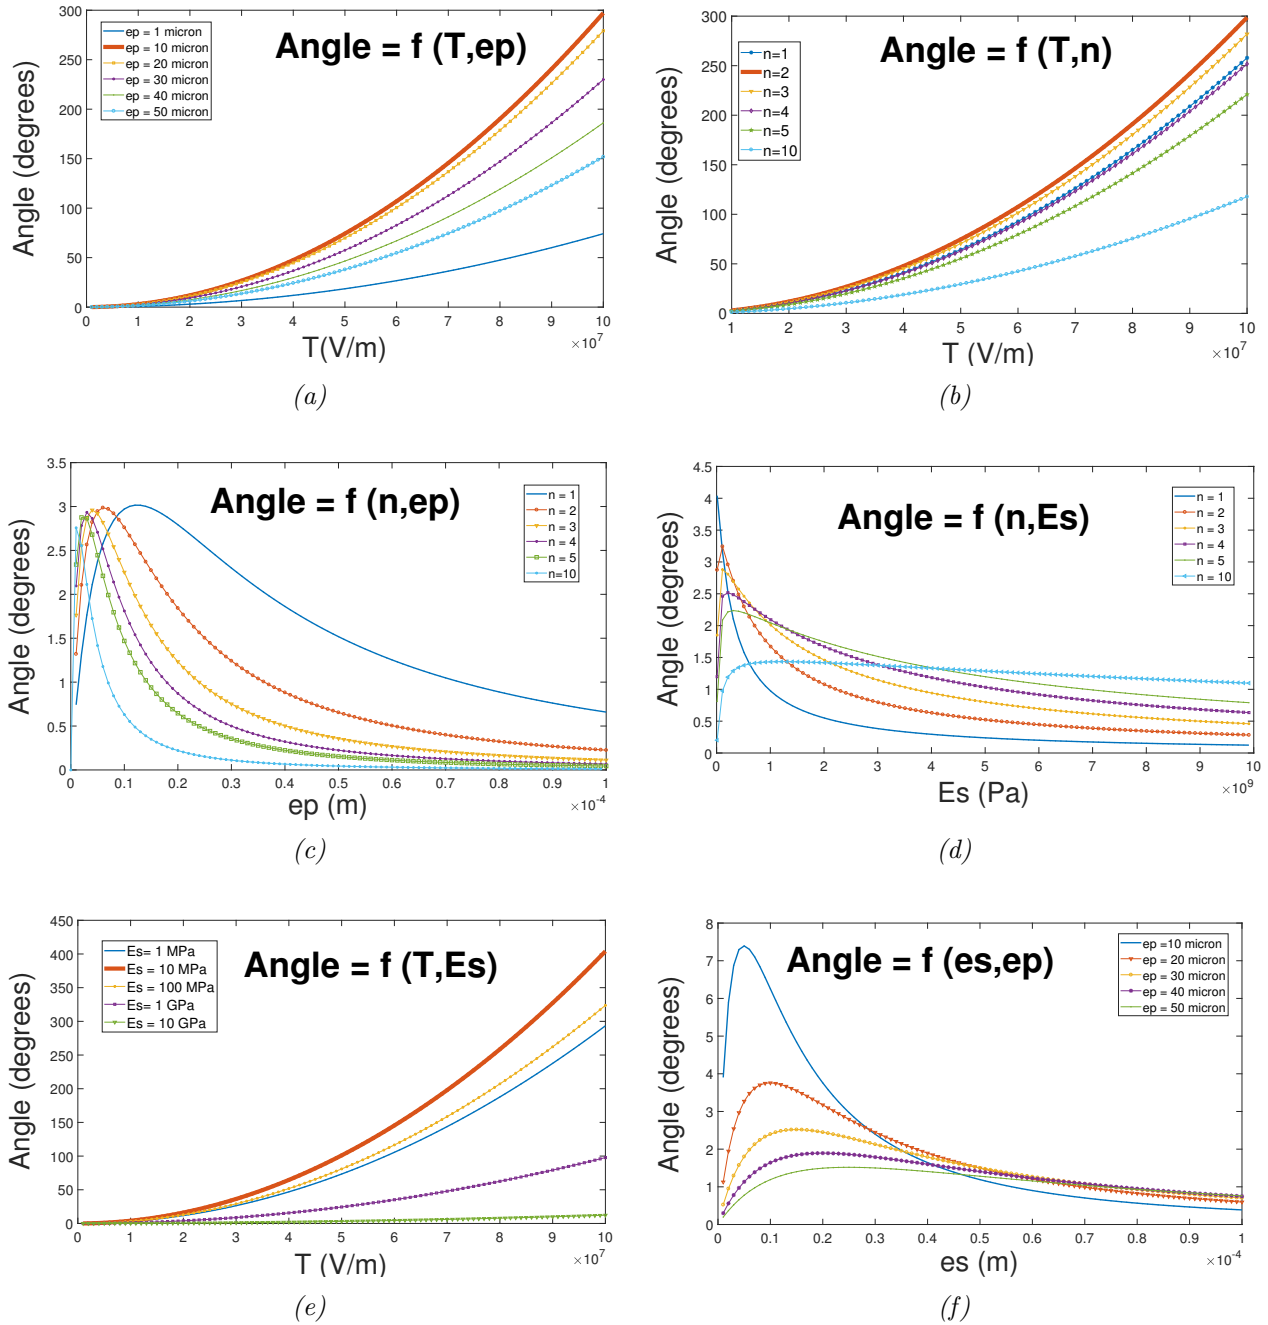 Angle = f (T,ep)
ep = 1 micron
ep = 10 micron
ep = 20 micron
ep = 30 micron
ep = 40 micron
ep = 50 micron
Angle (degrees)
300
250
200
150
100
50
0
0 1 2 3 4 5 6 7 8 9 10
T(V/m)
×10^7
(a)
Angle = f (T,n)
n=1
n=2
n=3
n=4
n=5
n=10
Angle (degrees)
300
250
200
150
100
50
0
1 2 3 4 5 6 7 8 9 10
T (V/m)
×10^7
(b)
Angle = f (n,ep)
n = 1
n = 2
n = 3
n = 4
n = 5
n=10
Angle (degrees)
3.5
3
2.5
2
1.5
1
0.5
0
0 0.1 0.2 0.3 0.4 0.5 0.6 0.7 0.8 0.9 1
ep (m)
×10^-4
(c)
Angle = f (n,Es)
n = 1
n = 2
n = 3
n = 4
n = 5
n = 10
Angle (degrees)
4.5
4
3.5
3
2.5
2
1.5
1
0.5
0
0 1 2 3 4 5 6 7 8 9 10
Es (Pa)
×10^9
(d)
Angle = f (T,Es)
Es= 1 MPa
Es = 10 MPa
Es = 100 MPa
Es= 1 GPa
Es = 10 GPa
Angle (degrees)
450
400
350
300
250
200
150
100
50
0
0 1 2 3 4 5 6 7 8 9 10
T (V/m)
×10^7
(e)
Angle = f (es,ep)
ep =10 micron
ep = 20 micron
ep = 30 micron
ep = 40 micron
ep = 50 micron
Angle (degrees)
8
7
6
5
4
3
2
1
0
0 0.1 0.2 0.3 0.4 0.5 0.6 0.7 0.8 0.9 1
es (m)
×10^-4
(f)